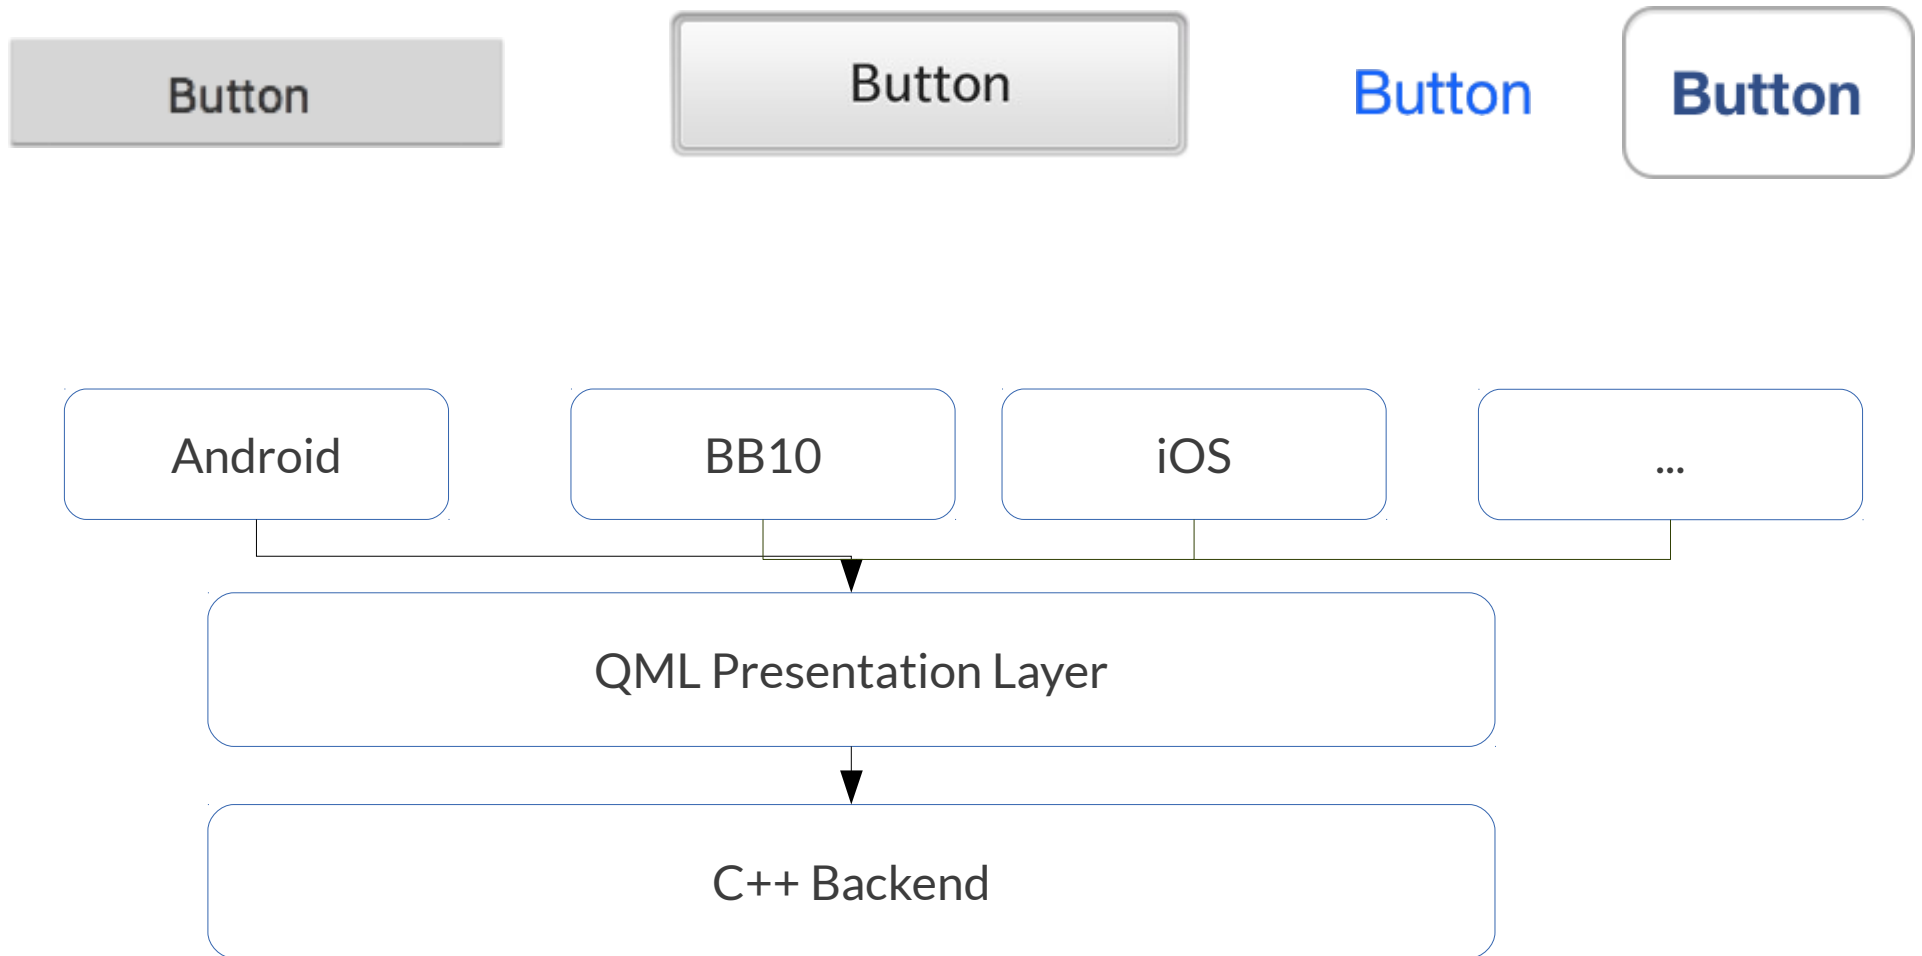 Button
Button
Button
Button
Android
BB10
iOS
...
QML Presentation Layer
C++ Backend